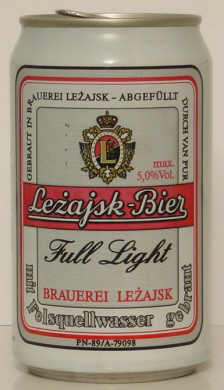 GEBRAUT IN BRAUEREI LEŻAJSK - ABGEFÜLLT DURCH VAN PUR
L
max.
5,0% Vol.
Leżajsk-Bier
Full Light
BRAUEREI LEŻAJSK
mit Felsquellwasser gebraut
PN-89/A-79098